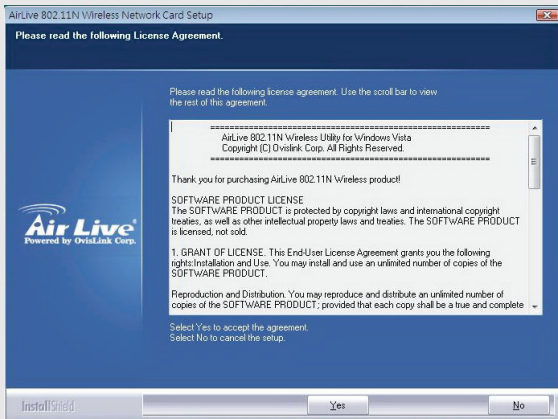 AirLive 802.11N Wireless Network Card Setup
Please read the following License Agreement.
Please read the following license agreement. Use the scroll bar to view
the rest of this agreement.
============================================================
AirLive 802.11N Wireless Utility for Windows Vista
Copyright (C) Ovislink Corp. All Rights Reserved.
============================================================
Thank you for purchasing AirLive 802.11N Wireless product!
SOFTWARE PRODUCT LICENSE
The SOFTWARE PRODUCT is protected by copyright laws and international copyright
treaties, as well as other intellectual property laws and treaties. The SOFTWARE PRODUCT
is licensed, not sold.
1. GRANT OF LICENSE. This End-User License Agreement grants you the following
rights:Installation and Use. You may install and use an unlimited number of copies of the
SOFTWARE PRODUCT.
Reproduction and Distribution. You may reproduce and distribute an unlimited number of
copies of the SOFTWARE PRODUCT; provided that each copy shall be a true and complete
Air Live®
Powered by OvisLink Corp.
Select Yes to accept the agreement.
Select No to cancel the setup.
InstallShield
Yes
No